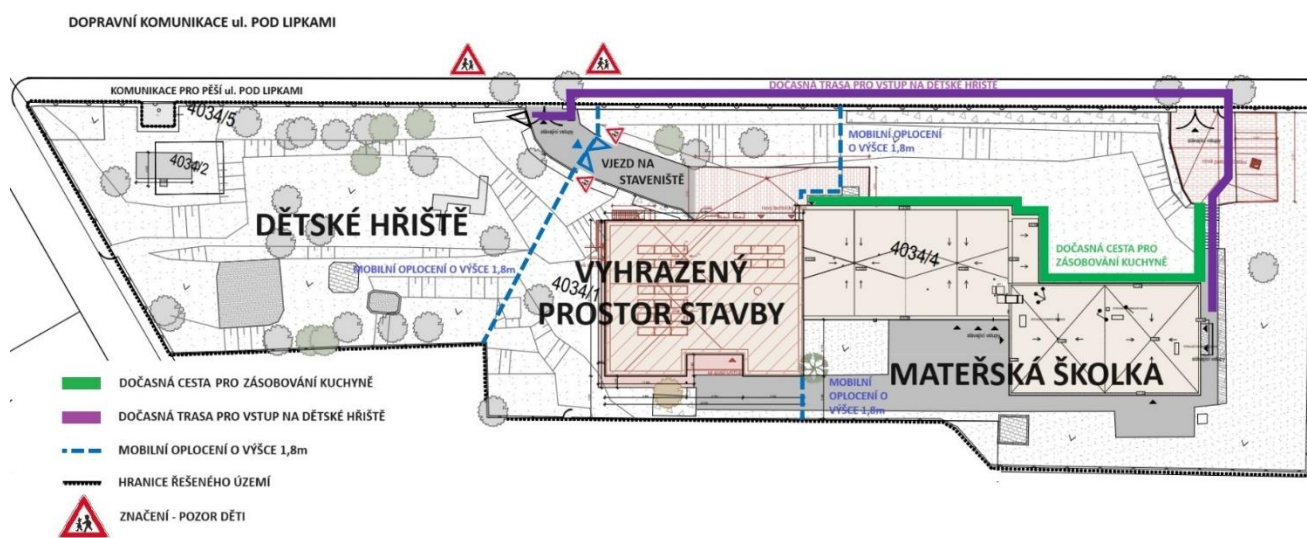 DOPRAVNÍ KOMUNIKACE ul. POD LIPKAMI
DOČASNÁ TRASA PRO VSTUP NA DĚTSKÉ HŘIŠTĚ
KOMUNIKACE PRO PĚŠÍ ul. POD LIPKAMI
4034/5
4034/2
MOBILNÍ OPLOCENÍ
O VÝŠCE 1,8m
VJEZD NA
STAVENIŠTĚ
DĚTSKÉ HŘIŠTĚ
MOBILNÍ OPLOCENÍ O VÝŠCE 1,8m
4034/1
VYHRAZENÝ
PROSTOR STAVBY
4034/4
DOČASNÁ CESTA PRO
ZÁSOBOVÁNÍ KUCHYNĚ
MATEŘSKÁ ŠKOLKA
MOBILNÍ
OPLOCENÍ O
VÝŠCE 1,8m
DOČASNÁ CESTA PRO ZÁSOBOVÁNÍ KUCHYNĚ
DOČASNÁ TRASA PRO VSTUP NA DĚTSKÉ HŘIŠTĚ
MOBILNÍ OPLOCENÍ O VÝŠCE 1,8m
HRANICE ŘEŠENÉHO ÚZEMÍ
ZNAČENÍ - POZOR DĚTI